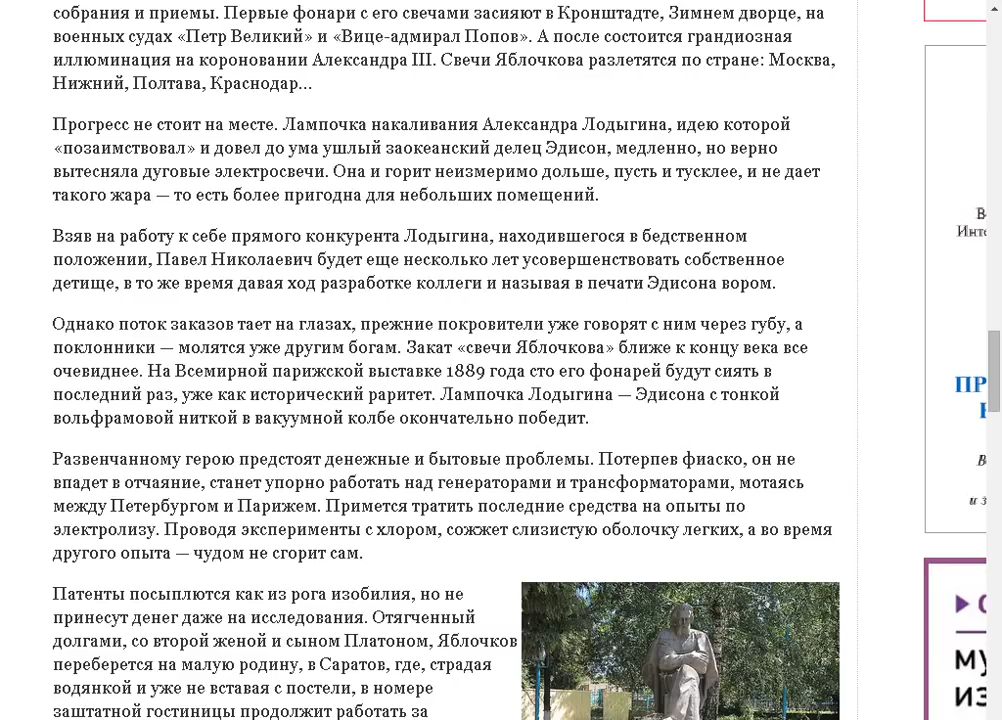 собрания и приемы. Первые фонари с его свечами засияют в Кронштадте, Зимнем дворце, на
военных судах «Петр Великий» и «Вице-адмирал Попов». А после состоится грандиозная
иллюминация на короновании Александра III. Свечи Яблочкова разлетятся по стране: Москва,
Нижний, Полтава, Краснодар...
Прогресс не стоит на месте. Лампочка накаливания Александра Лодыгина, идею которой
«позаимствовал» и довел до ума ушлый заокеанский делец Эдисон, медленно, но верно
вытесняла дуговые электросвечи. Она и горит неизмеримо дольше, пусть и тусклее, и не дает
такого жара — то есть более пригодна для небольших помещений.
Взяв на работу к себе прямого конкурента Лодыгина, находившегося в бедственном
положении, Павел Николаевич будет еще несколько лет усовершенствовать собственное
детище, в то же время давая ход разработке коллеги и называя в печати Эдисона вором.
Однако поток заказов тает на глазах, прежние покровители уже говорят с ним через губу, а
поклонники — молятся уже другим богам. Закат «свечи Яблочкова» ближе к концу века все
очевиднее. На Всемирной парижской выставке 1889 года сто его фонарей будут сиять в
последний раз, уже как исторический раритет. Лампочка Лодыгина — Эдисона с тонкой
вольфрамовой ниткой в вакуумной колбе окончательно победит.
Развенчанному герою предстоят денежные и бытовые проблемы. Потерпев фиаско, он не
впадет в отчаяние, станет упорно работать над генераторами и трансформаторами, мотаясь
между Петербургом и Парижем. Примется тратить последние средства на опыты по
электролизу. Проводя эксперименты с хлором, сожжет слизистую оболочку легких, а во время
другого опыта — чудом не сгорит сам.
Патенты посыплются как из рога изобилия, но не
принесут денег даже на исследования. Отягченный
долгами, со второй женой и сыном Платоном, Яблочков
переберется на малую родину, в Саратов, где, страдая
водянкой и уже не вставая с постели, в номере
заштатной гостиницы продолжит работать за
В
Инте
ПР
В
и з
МУ
ИЗ